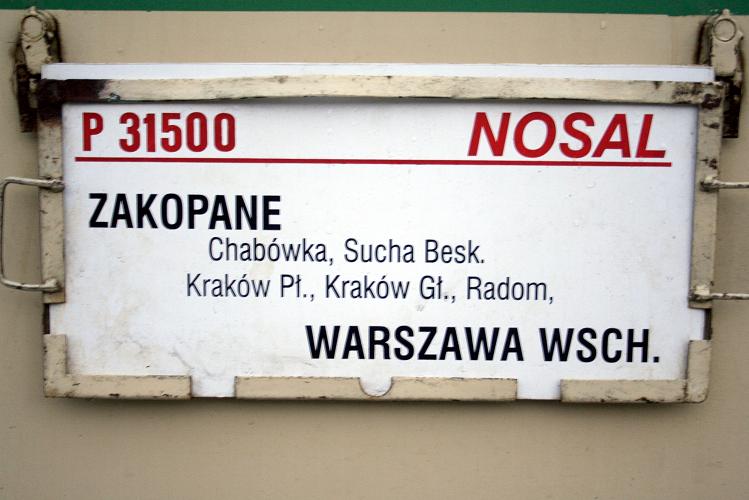 P 31500 NOSAL
ZAKOPANE
Chabówka, Sucha Besk.
Kraków Pł., Kraków Gł., Radom,
WARSZAWA WSCH.